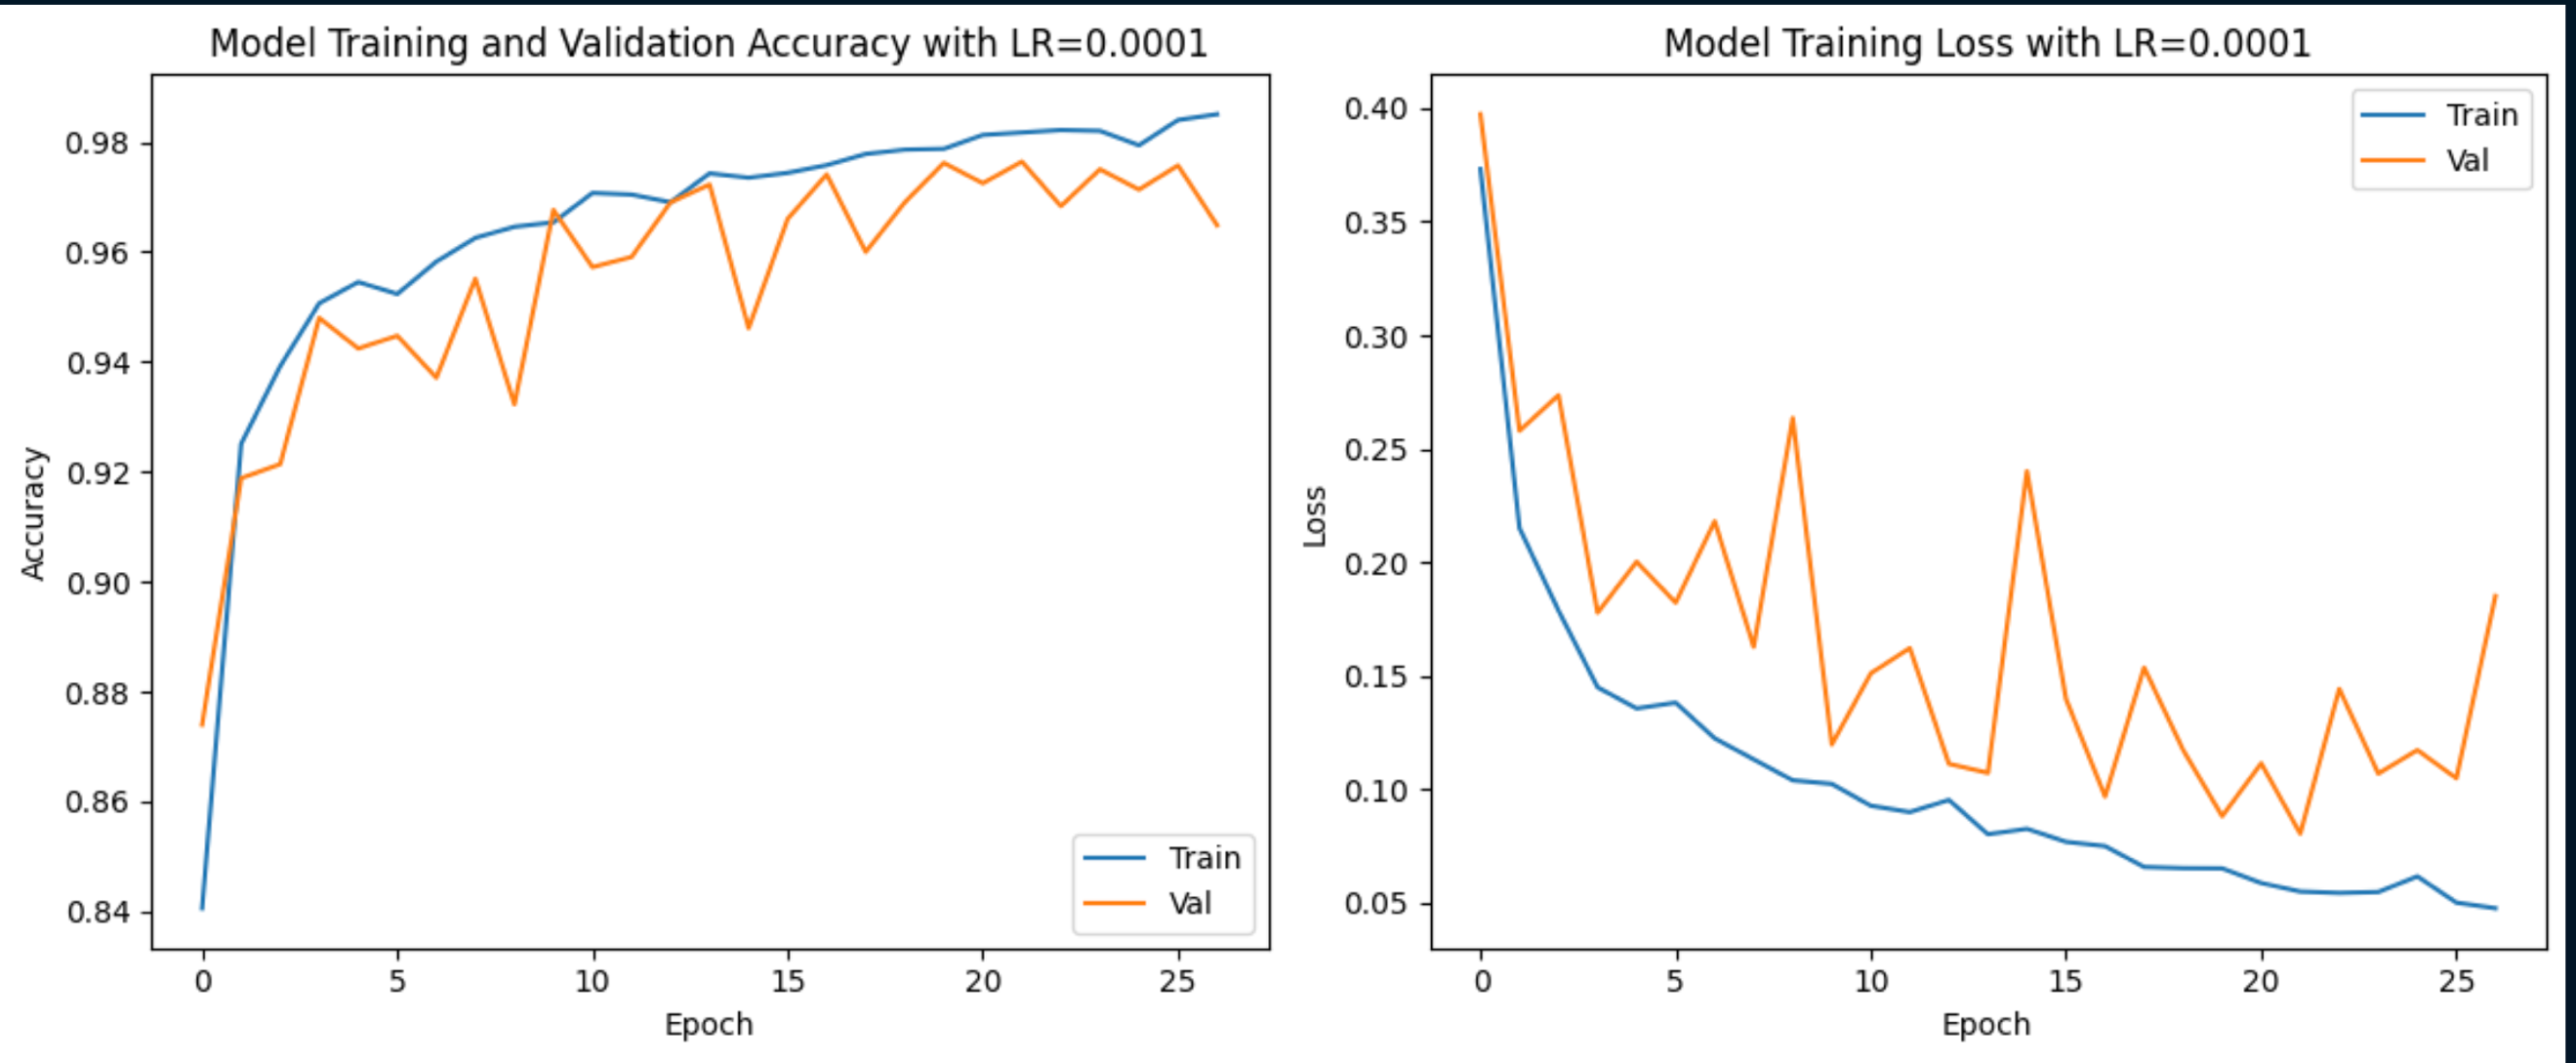 Model Training and Validation Accuracy with LR=0.0001
Accuracy
0.98
0.96
0.94
0.92
0.90
0.88
0.86
0.84
Train
Val
0 5 10 15 20 25
Epoch
Model Training Loss with LR=0.0001
Loss
0.40
0.35
0.30
0.25
0.20
0.15
0.10
0.05
Train
Val
0 5 10 15 20 25
Epoch